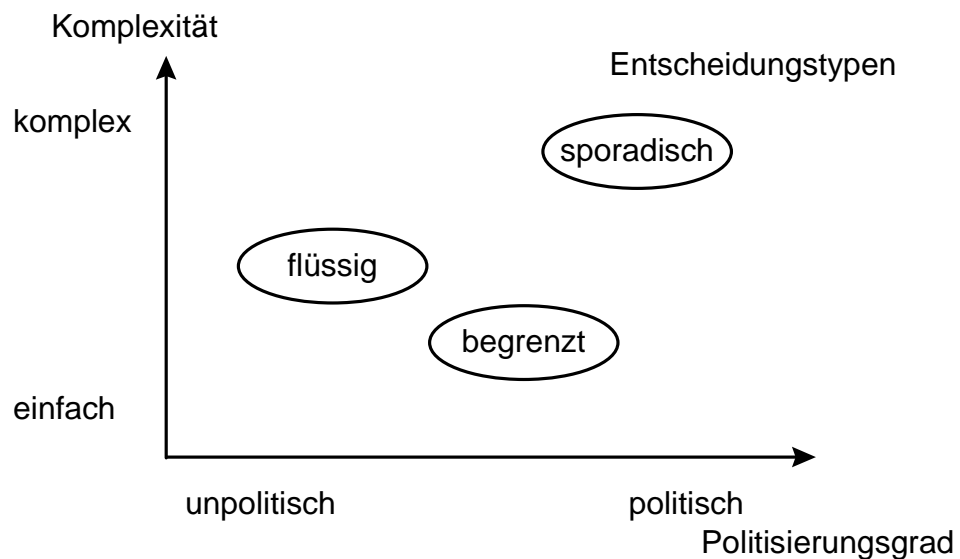 Komplexität
Entscheidungstypen
komplex
sporadisch
flüssig
begrenzt
einfach
unpolitisch
politisch
Politisierungsgrad